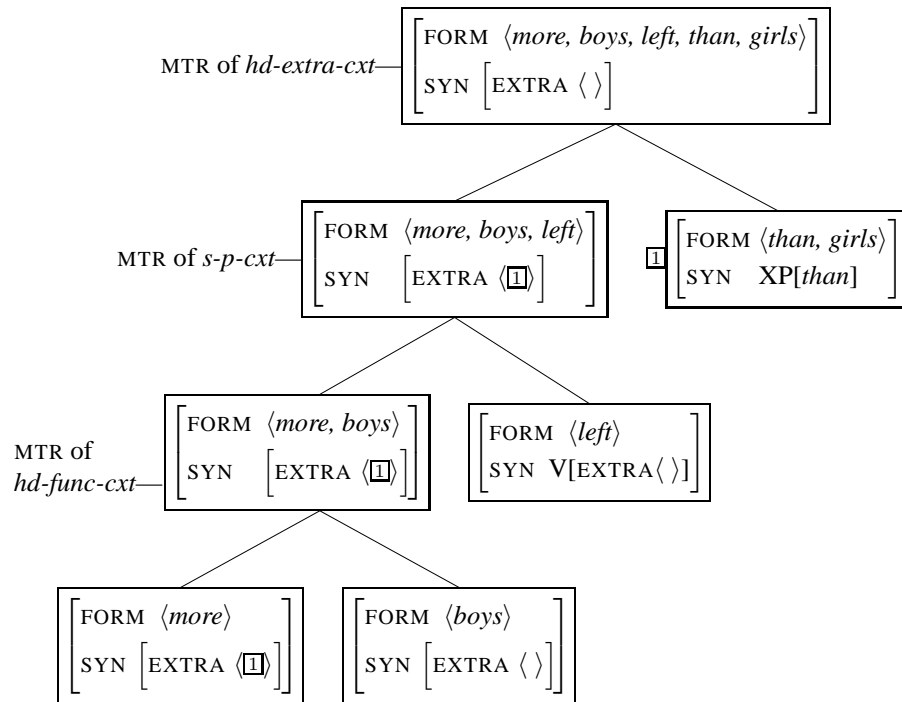 MTR of hd-extra-cxt
FORM ⟨more, boys, left, than, girls⟩
SYN [EXTRA ⟨ ⟩]
MTR of s-p-cxt
FORM ⟨more, boys, left⟩
SYN [EXTRA ⟨1⟩]
1
FORM ⟨than, girls⟩
SYN XP[than]
MTR of
hd-func-cxt
FORM ⟨more, boys⟩
SYN [EXTRA ⟨1⟩]
FORM ⟨left⟩
SYN V[EXTRA⟨ ⟩]
FORM ⟨more⟩
SYN [EXTRA ⟨1⟩]
FORM ⟨boys⟩
SYN [EXTRA ⟨ ⟩]